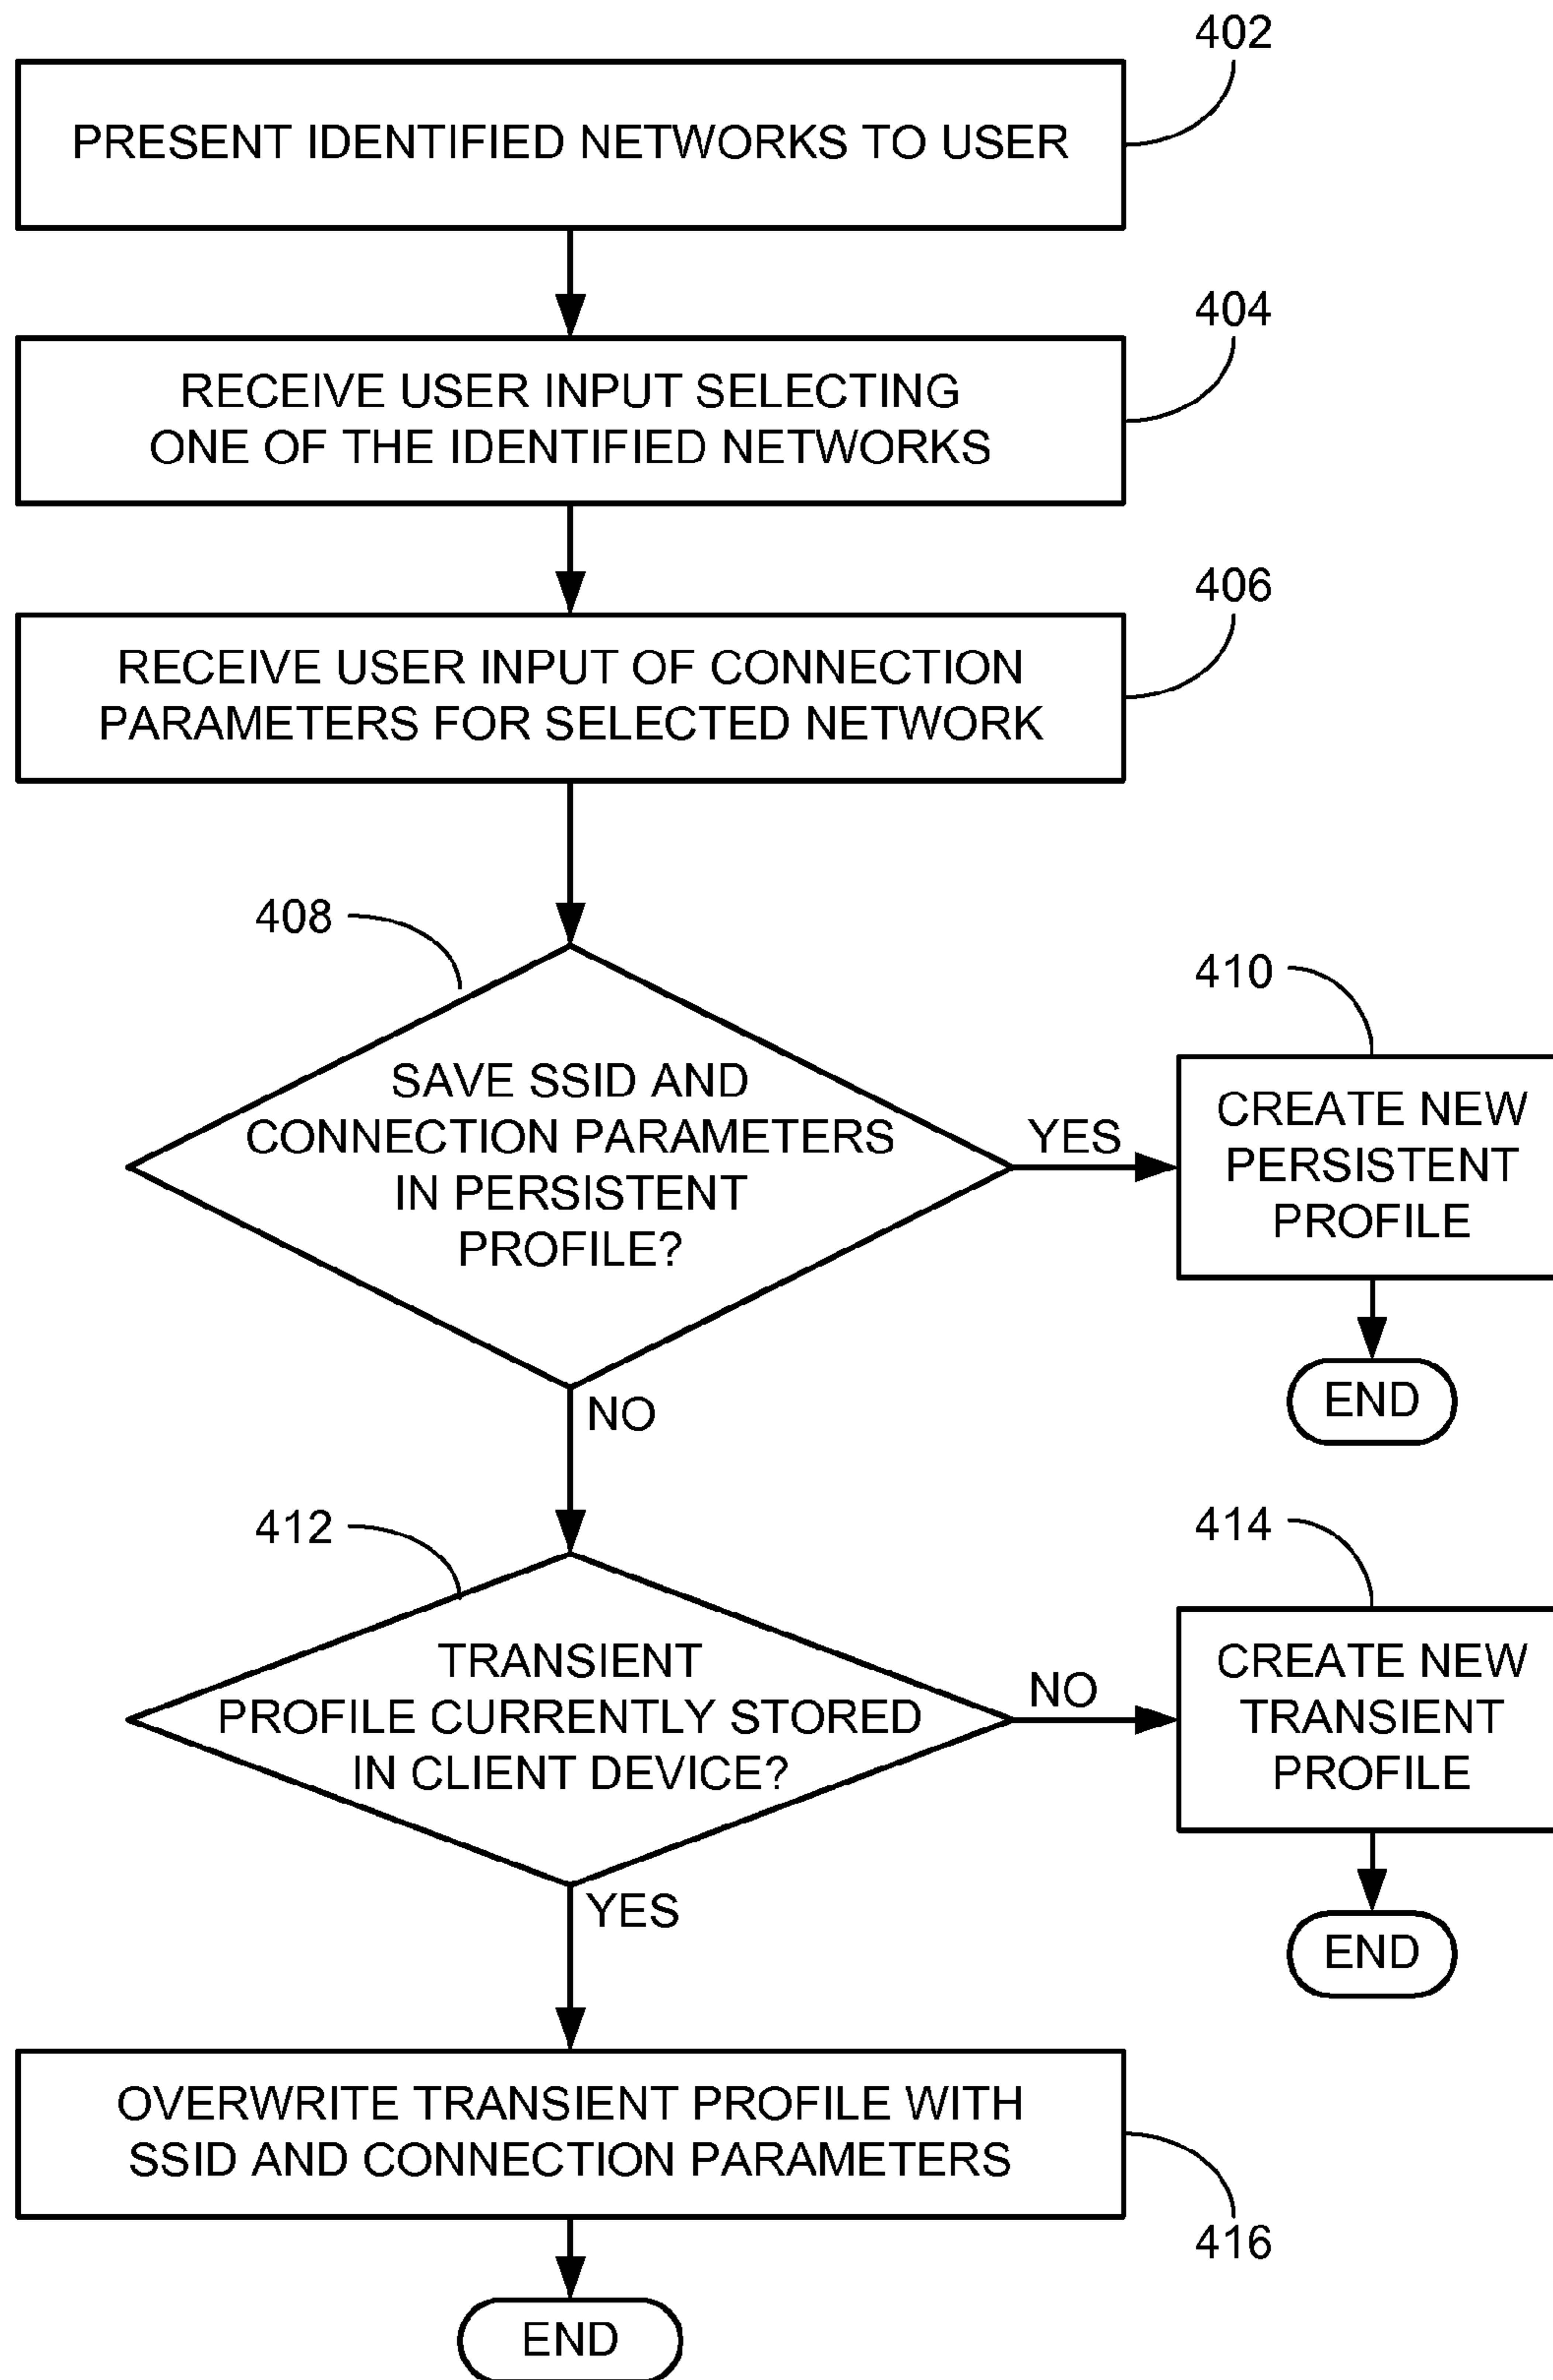 402
PRESENT IDENTIFIED NETWORKS TO USER
404
RECEIVE USER INPUT SELECTING
ONE OF THE IDENTIFIED NETWORKS
406
RECEIVE USER INPUT OF CONNECTION
PARAMETERS FOR SELECTED NETWORK
408
SAVE SSID AND
CONNECTION PARAMETERS
IN PERSISTENT
PROFILE?
YES
410
CREATE NEW
PERSISTENT
PROFILE
END
NO
412
TRANSIENT
PROFILE CURRENTLY STORED
IN CLIENT DEVICE?
NO
414
CREATE NEW
TRANSIENT
PROFILE
END
YES
OVERWRITE TRANSIENT PROFILE WITH
SSID AND CONNECTION PARAMETERS
416
END